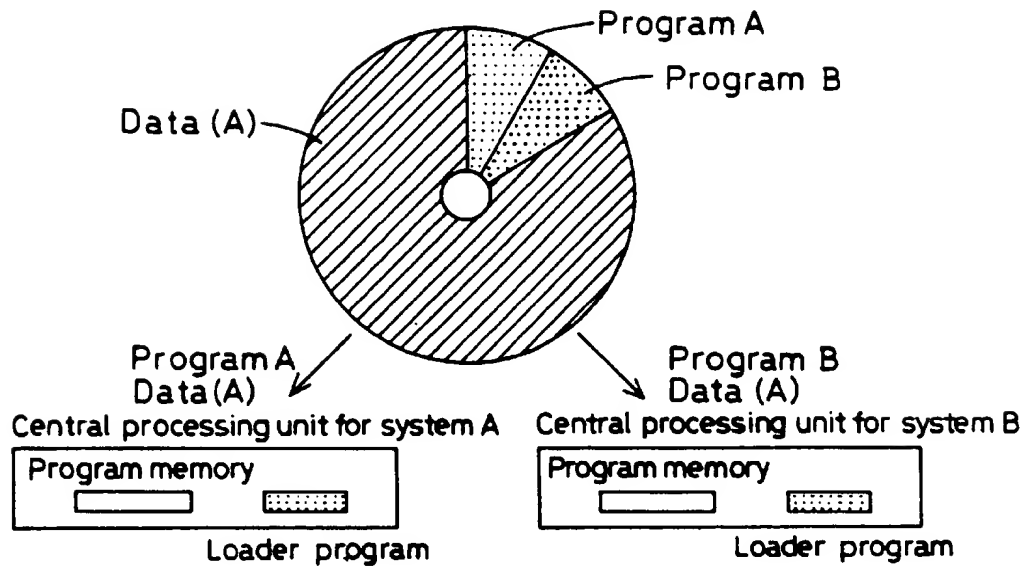 Program A
Program B
Data (A)
Program A
Data (A)
Program B
Data (A)
Central processing unit for system A
Central processing unit for system B
Program memory
Program memory
Loader program
Loader program